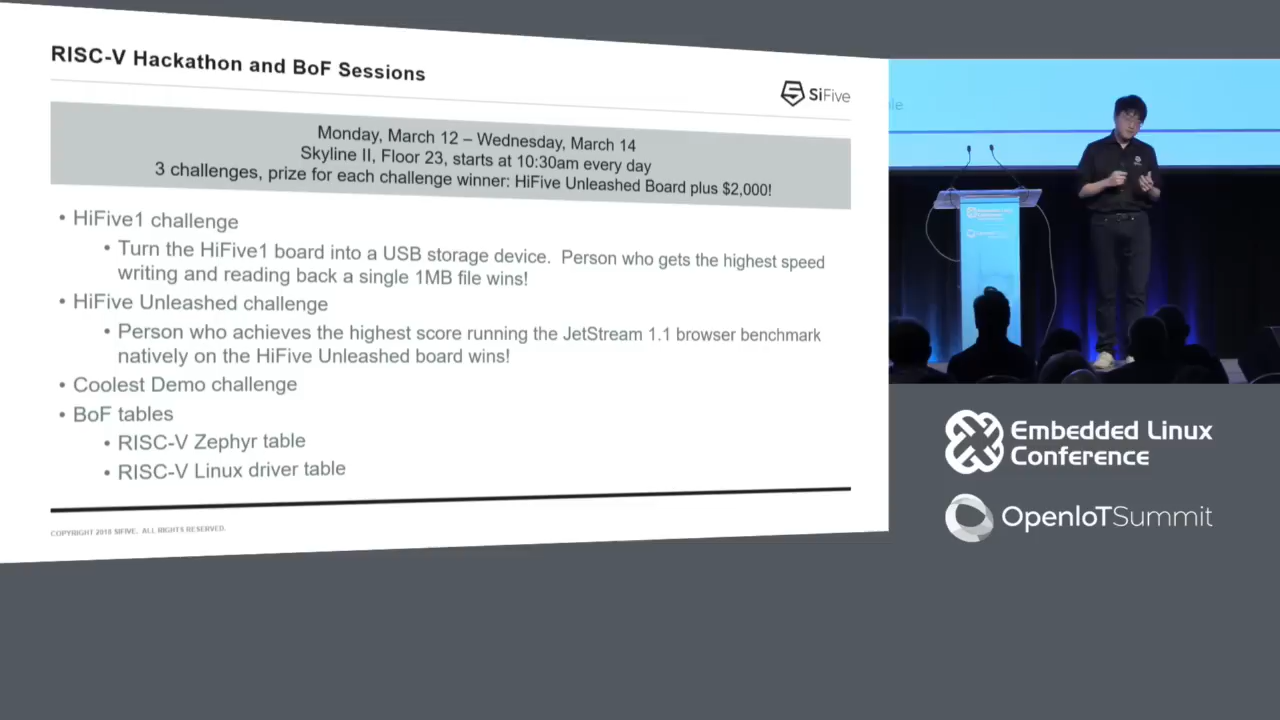 RISC-V Hackathon and BoF Sessions
SiFive
Monday, March 12 – Wednesday, March 14
Skyline II, Floor 23, starts at 10:30am every day
3 challenges, prize for each challenge winner: HiFive Unleashed Board plus $2,000!
• HiFive1 challenge
• Turn the HiFive1 board into a USB storage device. Person who gets the highest speed
writing and reading back a single 1MB file wins!
• HiFive Unleashed challenge
• Person who achieves the highest score running the JetStream 1.1 browser benchmark
natively on the HiFive Unleashed board wins!
• Coolest Demo challenge
• BoF tables
• RISC-V Zephyr table
• RISC-V Linux driver table
COPYRIGHT 2018 SIFIVE. ALL RIGHTS RESERVED.
Embedded Linux
Conference
OpenIoTSummit